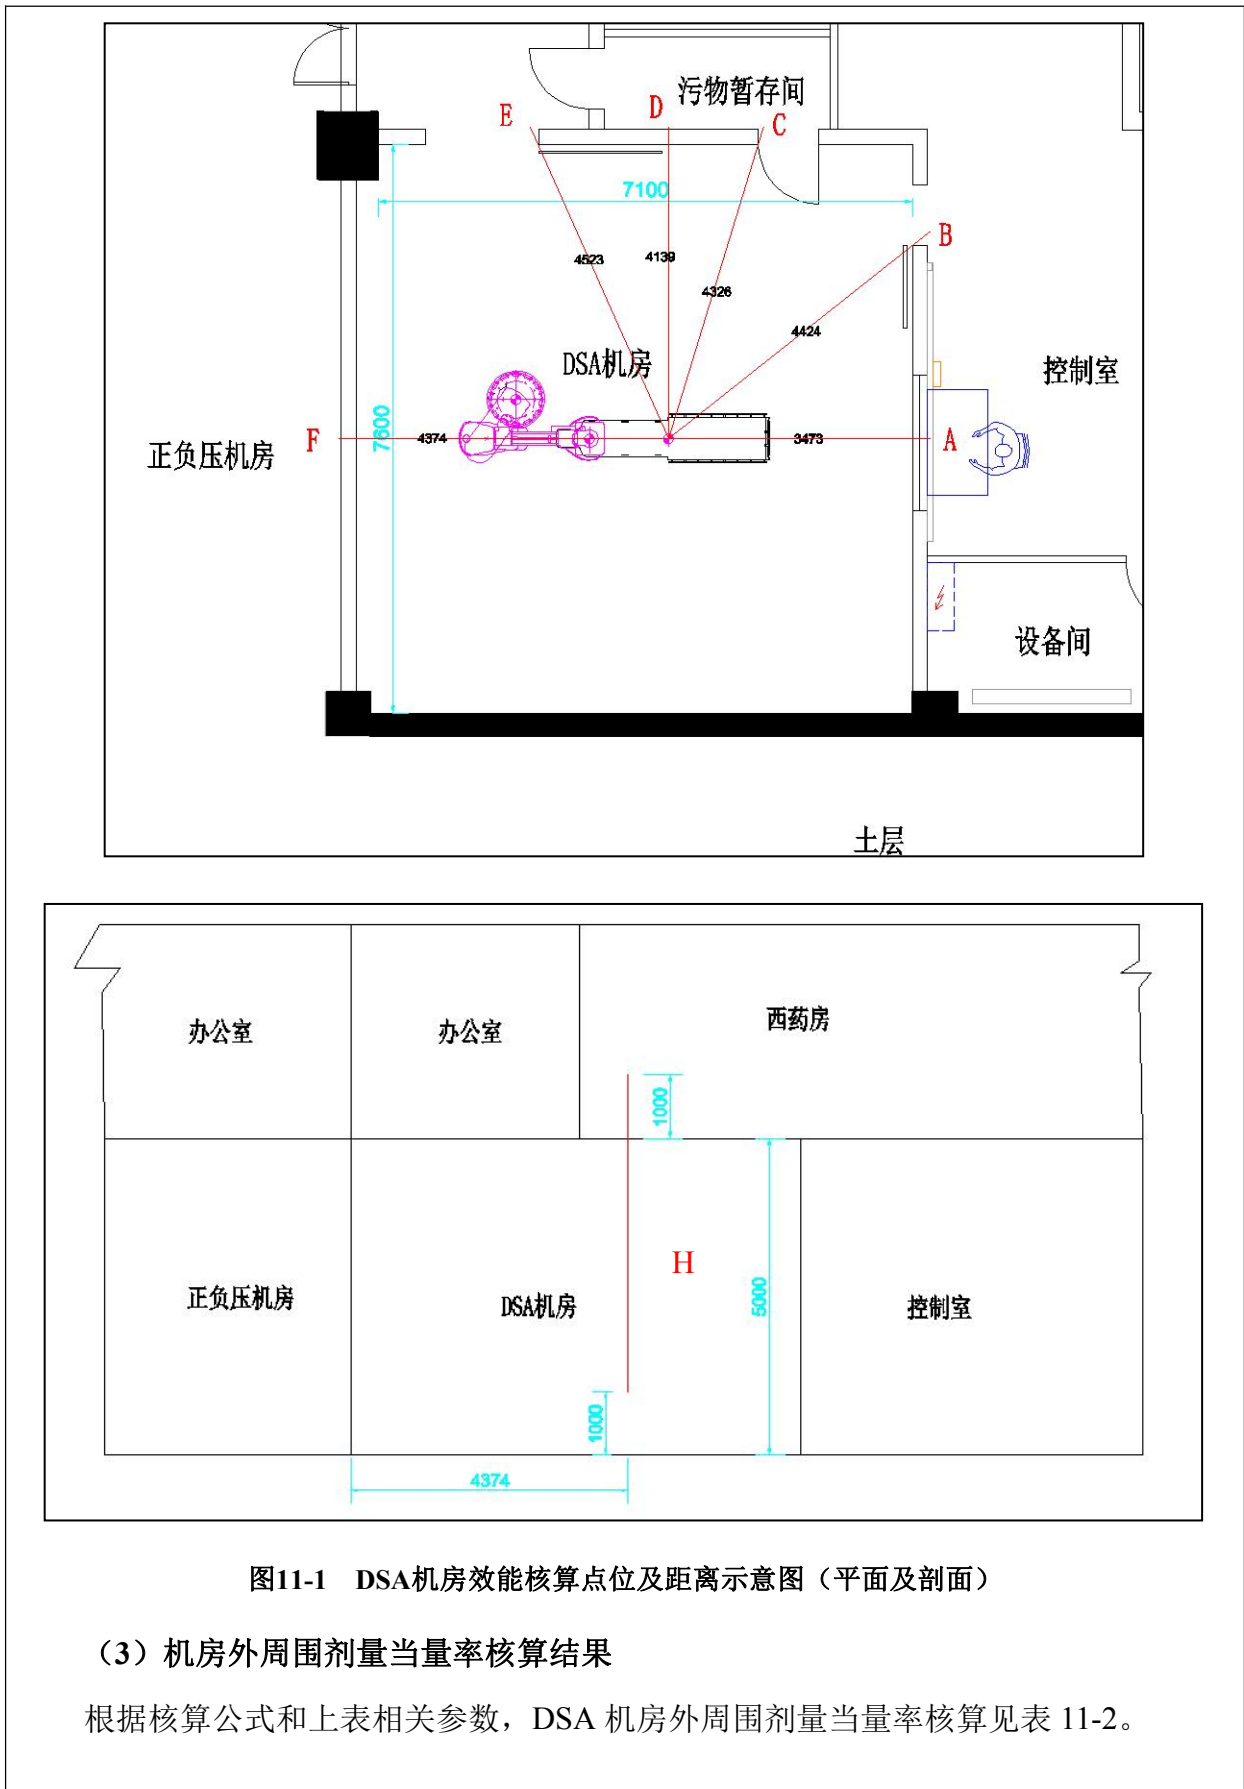 污物暂存间
E
D
C
7100
B
4523
4139
4326
4424
DSA机房
控制室
7600
正负压机房
F
4374
3473
A
设备间
土层
办公室
办公室
西药房
1000
H
正负压机房
DSA机房
5000
控制室
1000
4374
图11-1 DSA机房效能核算点位及距离示意图（平面及剖面）
（3）机房外周围剂量当量率核算结果
根据核算公式和上表相关参数，DSA 机房外周围剂量当量率核算见表 11-2。